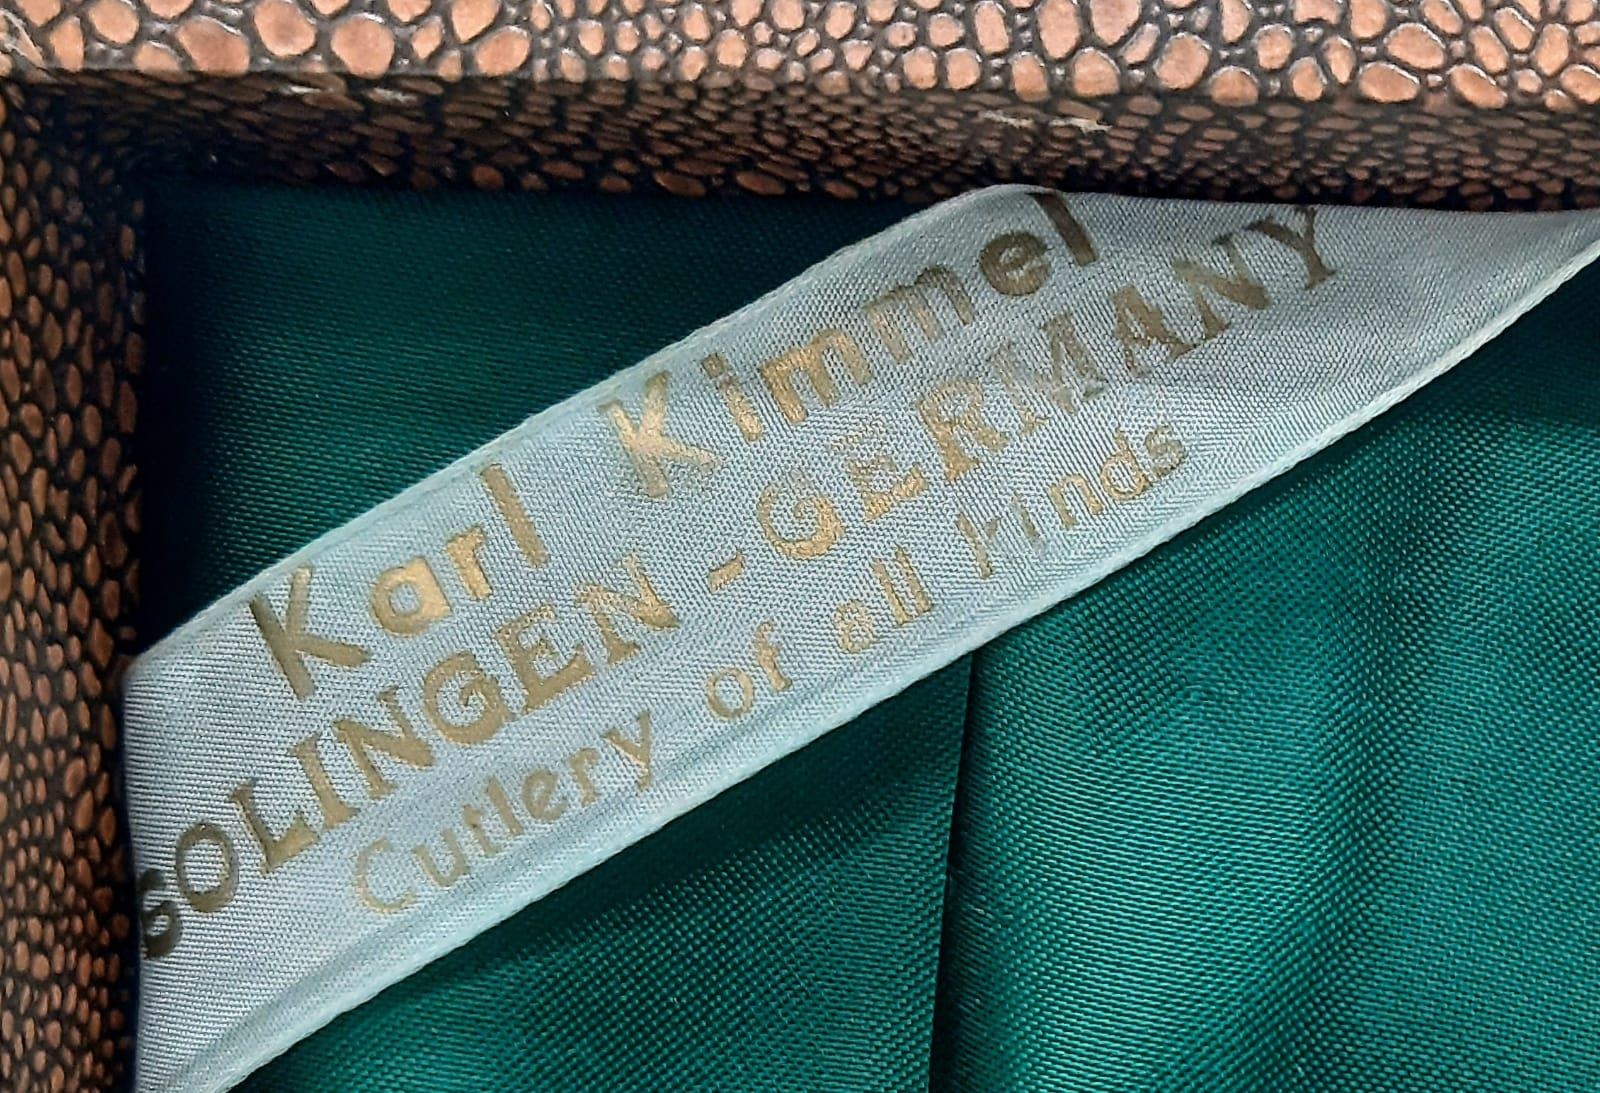 Karl Kimmel
SOLINGEN - GERMANY
Cutlery of all kinds